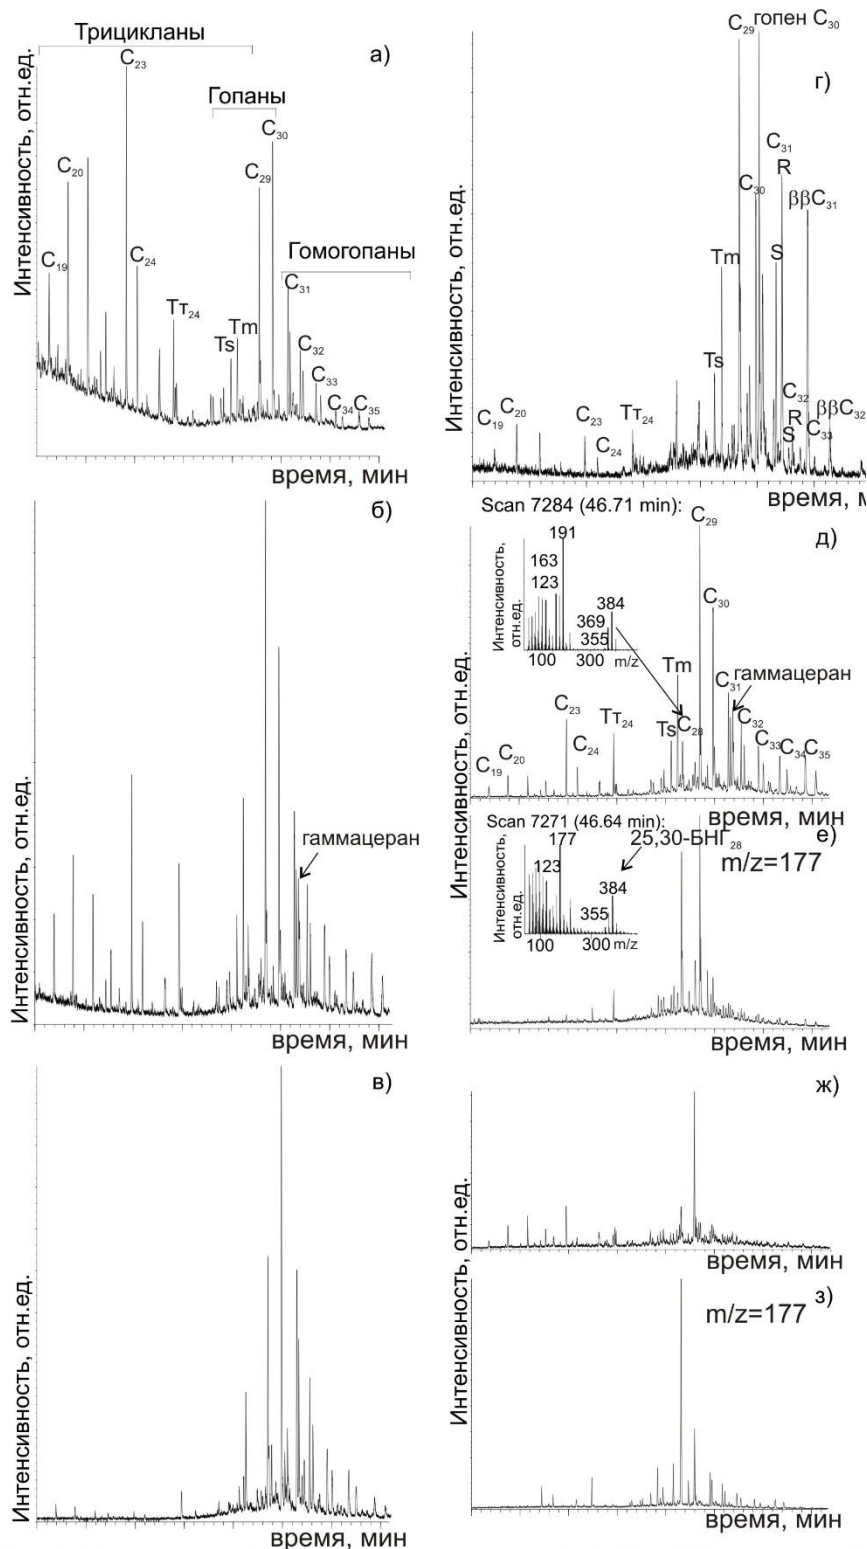 Трицикланы
а)
C₂₃
Гопаны
C₃₀
C₂₀
C₂₉
C₁₉
C₂₄
Гомогопаны
C₃₁
Тт₂₄
Ts
Tm
C₃₂
C₃₃
C₃₄
C₃₅
Интенсивность, отн.ед.
время, мин
б)
гаммацеран
Интенсивность, отн.ед.
время, мин
в)
Интенсивность, отн.ед.
время, мин
C₂₉
гопен C₃₀
г)
C₃₁
R
C₃₀
ββC₃₁
Tm
S
Ts
C₁₉
C₂₀
C₂₃
C₂₄
Тт₂₄
C₃₂
R
S
C₃₃
ββC₃₂
Интенсивность, отн.ед.
время, м
Scan 7284 (46.71 min):
C₂₉
д)
191
163
123
384
369
355
100
300
m/z
Интенсивность,
отн.ед.
C₃₀
Tm
C₃₁
гаммацеран
C₂₃
Тт₂₄
Ts
C₂₈
C₃₂
C₁₉
C₂₀
C₂₄
C₃₃
C₃₄
C₃₅
Интенсивность, отн.ед.
время, мин
Scan 7271 (46.64 min):
е)
177
25,30-БНГ₂₈
m/z=177
123
384
355
100
300
m/z
Интенсивность,
отн.ед.
время, мин
ж)
время, мин
Интенсивность, отн.ед.
з)
m/z=177
время, мин